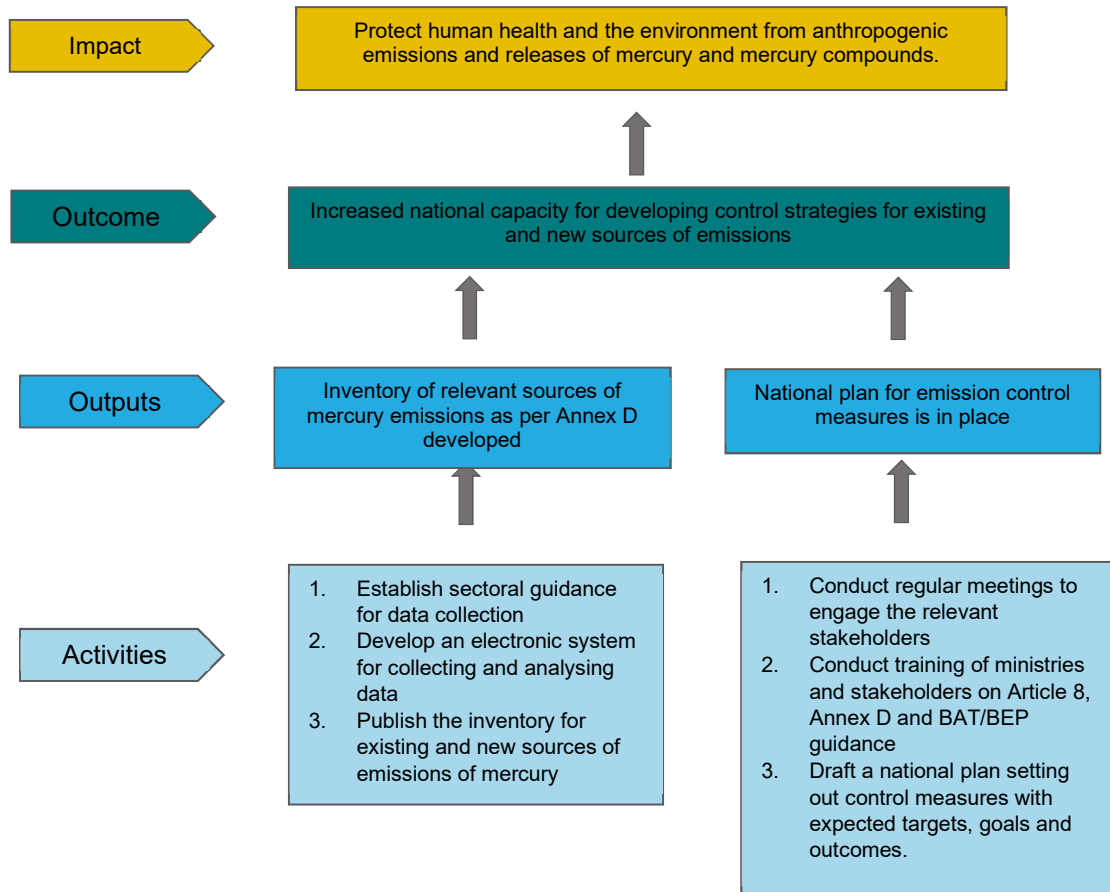 Impact
Protect human health and the environment from anthropogenic
emissions and releases of mercury and mercury compounds.
Outcome
Increased national capacity for developing control strategies for existing
and new sources of emissions
Outputs
Inventory of relevant sources of
mercury emissions as per Annex D
developed
National plan for emission control
measures is in place
Activities
1. Establish sectoral guidance
for data collection
2. Develop an electronic system
for collecting and analysing
data
3. Publish the inventory for
existing and new sources of
emissions of mercury
1. Conduct regular meetings to
engage the relevant
stakeholders
2. Conduct training of ministries
and stakeholders on Article 8,
Annex D and BAT/BEP
guidance
3. Draft a national plan setting
out control measures with
expected targets, goals and
outcomes.